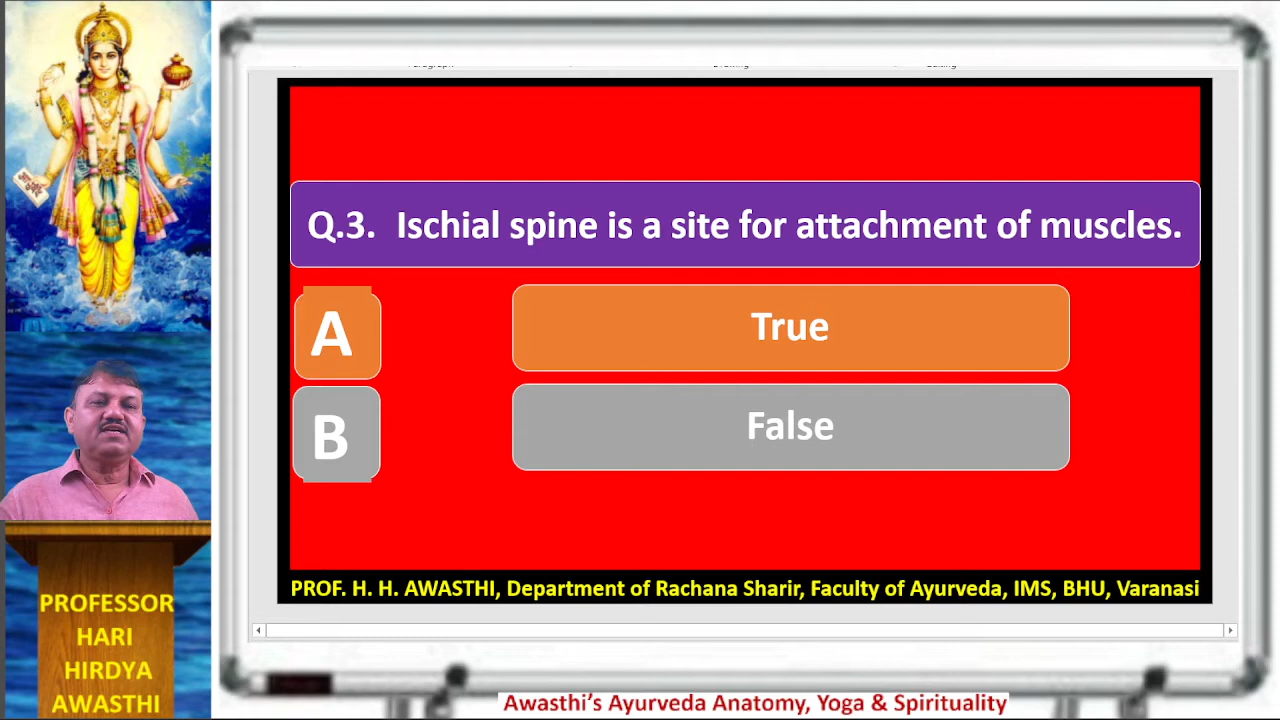 Q.3. Ischial spine is a site for attachment of muscles.
A
True
B
False
PROF. H. H. AWASTHI, Department of Rachana Sharir, Faculty of Ayurveda, IMS, BHU, Varanasi
PROFESSOR
HARI
HIRDYA
AWASTHI
Awasthi's Ayurveda Anatomy, Yoga & Spirituality